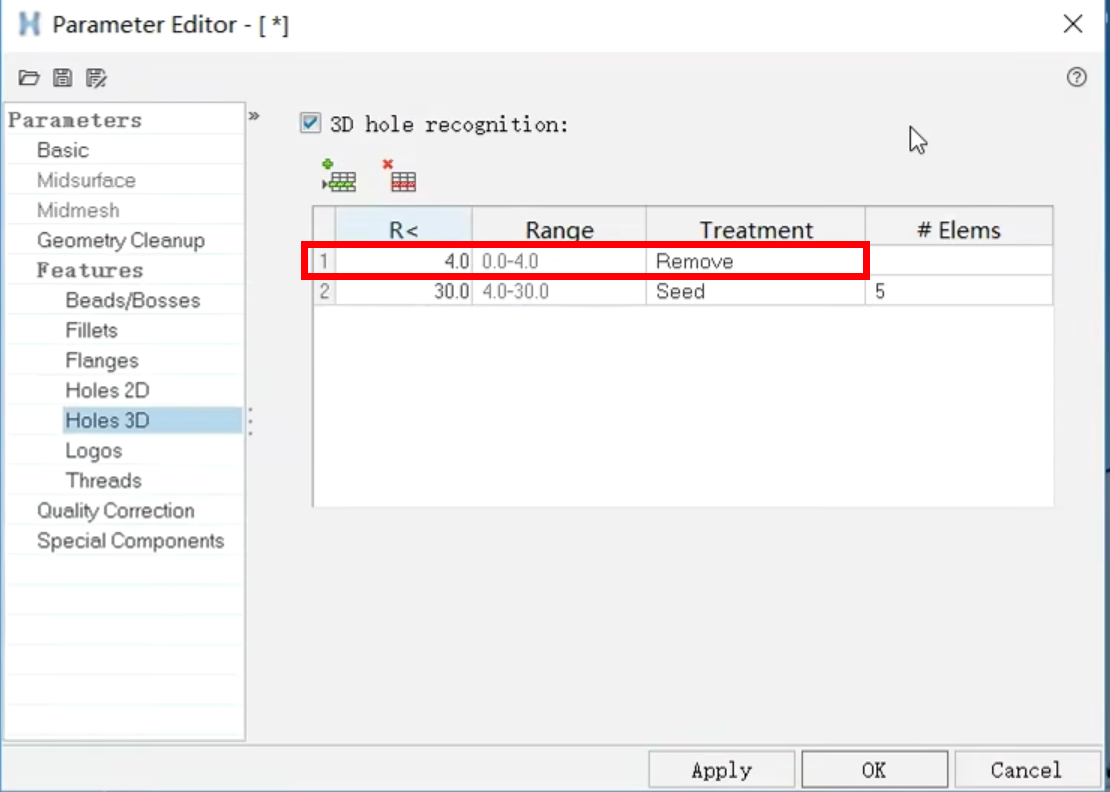 Parameter Editor - [ *]
Parameters
Basic
Midsurface
Midmesh
Geometry Cleanup
Features
Beads/Bosses
Fillets
Flanges
Holes 2D
Holes 3D
Logos
Threads
Quality Correction
Special Components
»
3D hole recognition:
R< Range Treatment # Elems
1 4.0 0.0-4.0 Remove
2 30.0 4.0-30.0 Seed 5
Apply OK Cancel